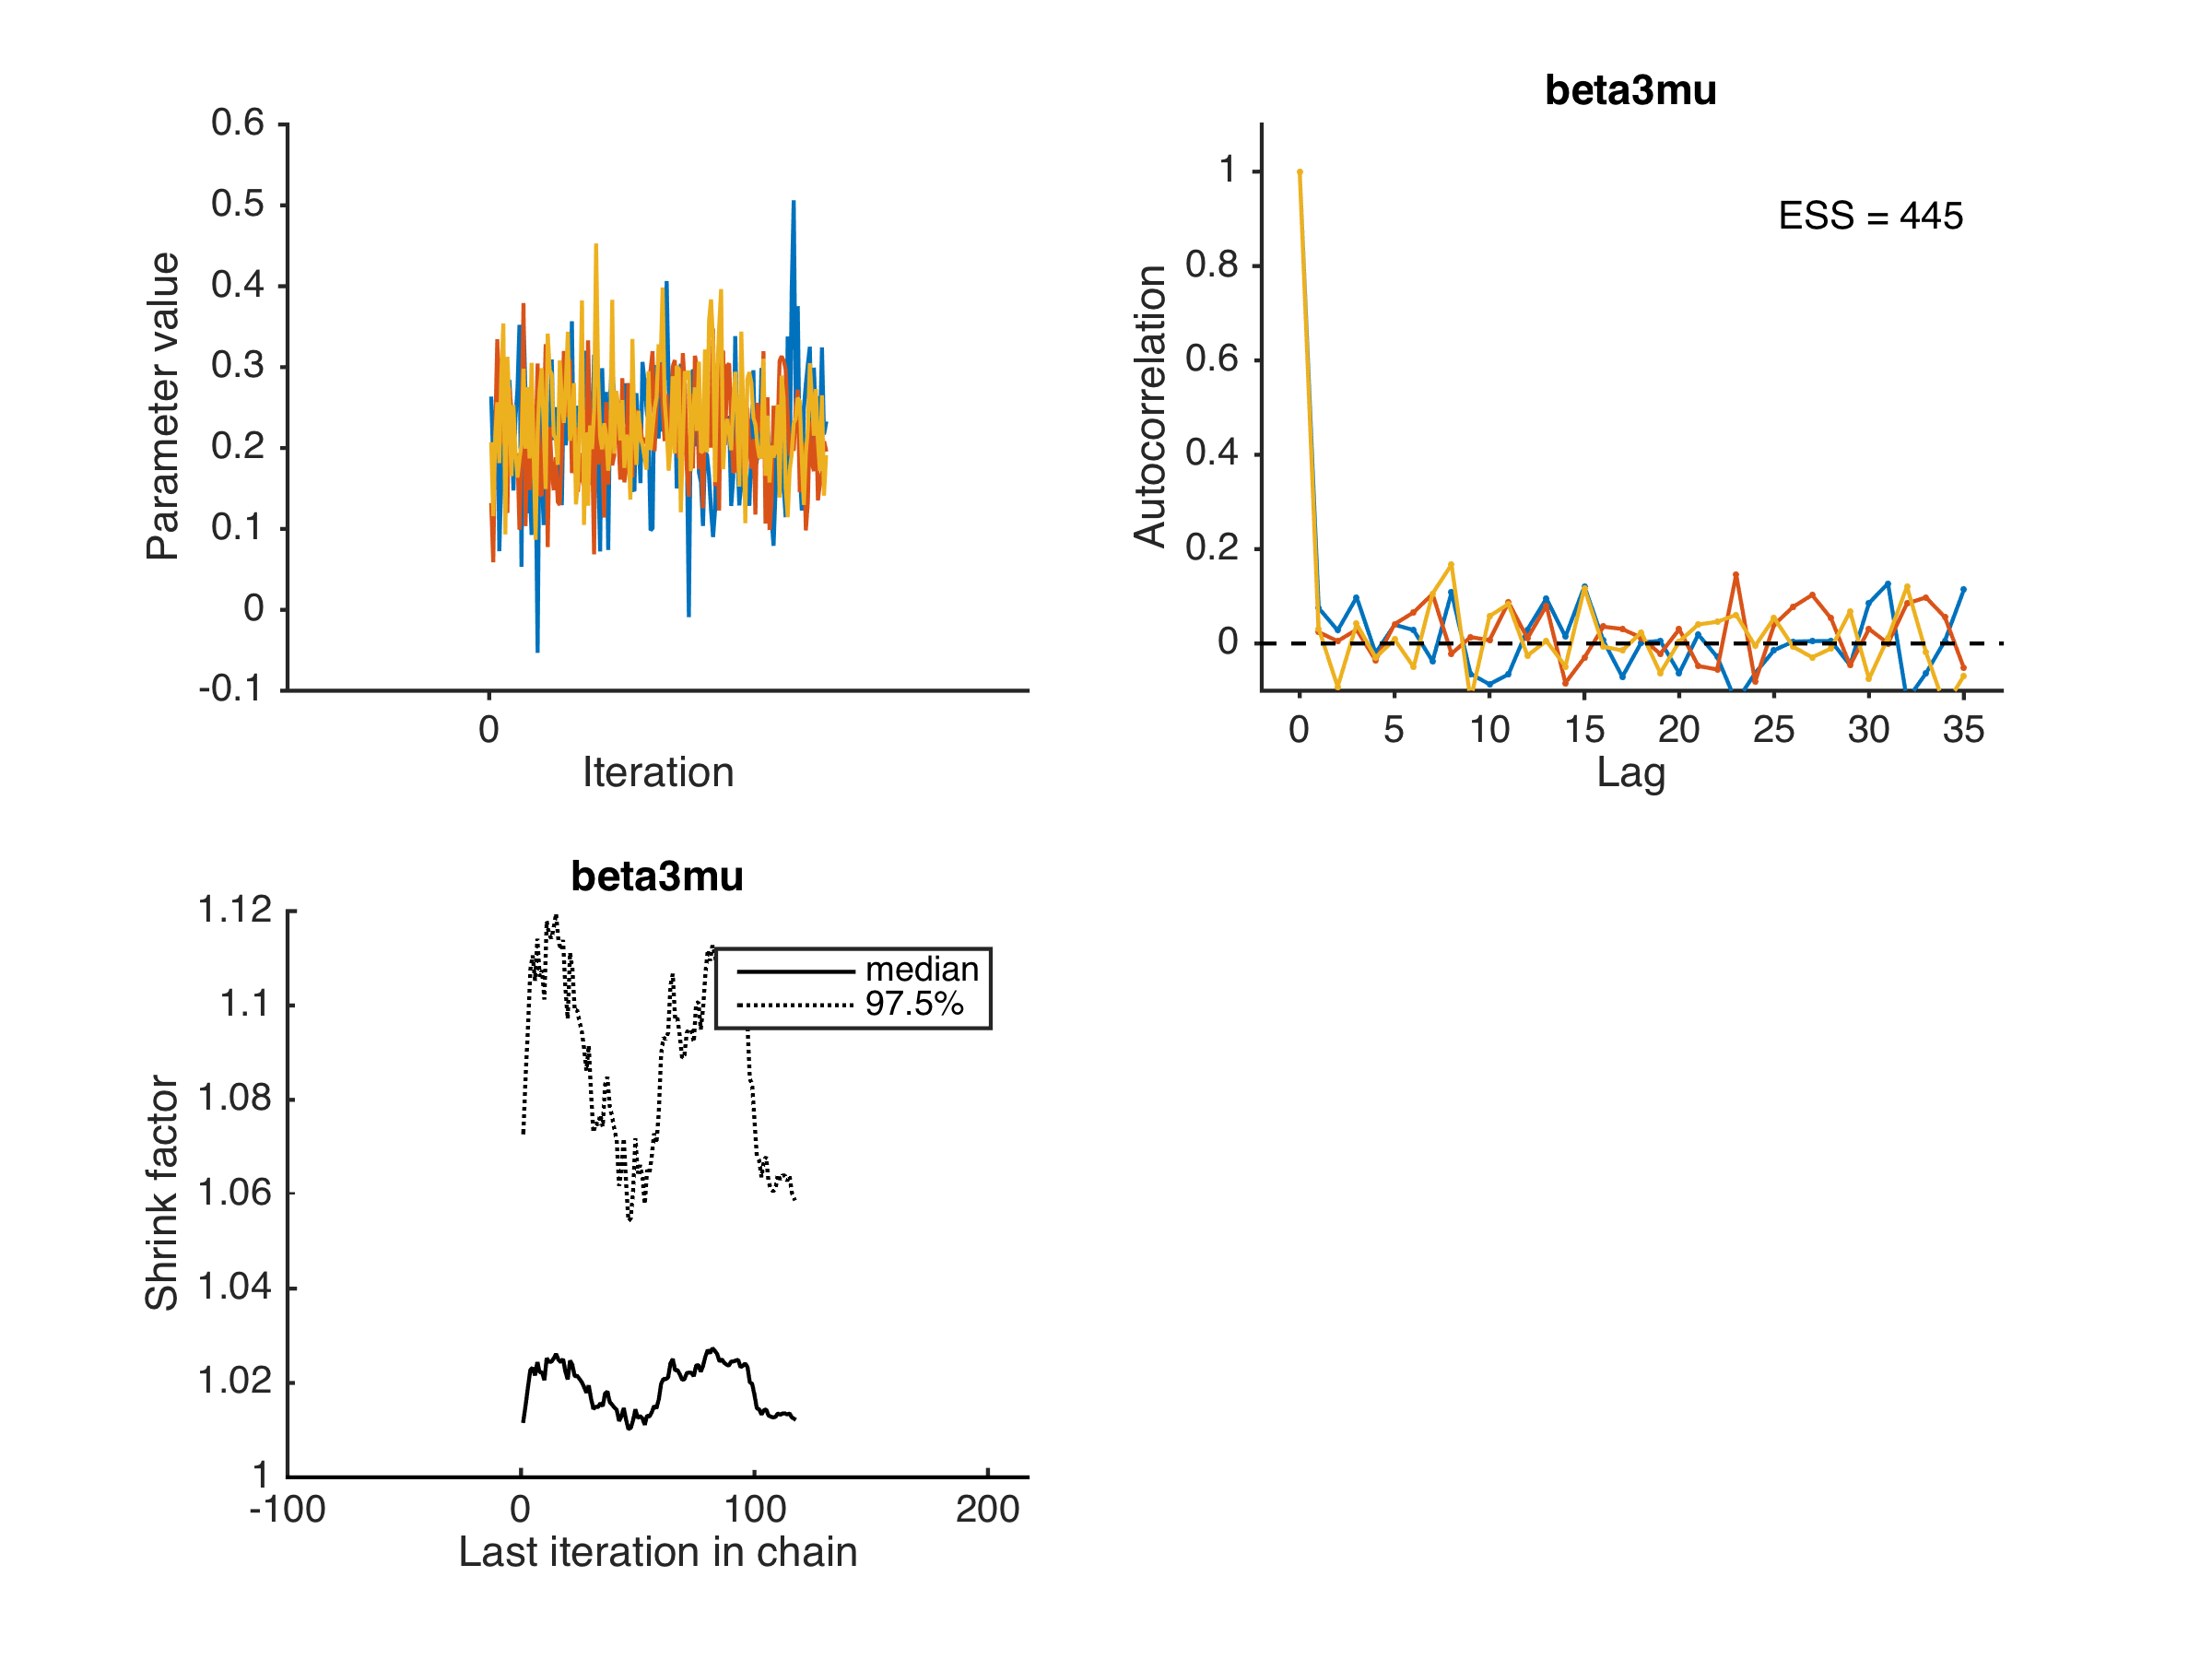 0.6
0.5
0.4
0.3
0.2
0.1
0
-0.1
Parameter value
0
Iteration
beta3mu
ESS = 445
1
0.8
0.6
0.4
0.2
0
Autocorrelation
0 5 10 15 20 25 30 35
Lag
beta3mu
1.12
1.1
1.08
1.06
1.04
1.02
1
Shrink factor
median
97.5%
-100 0 100 200
Last iteration in chain